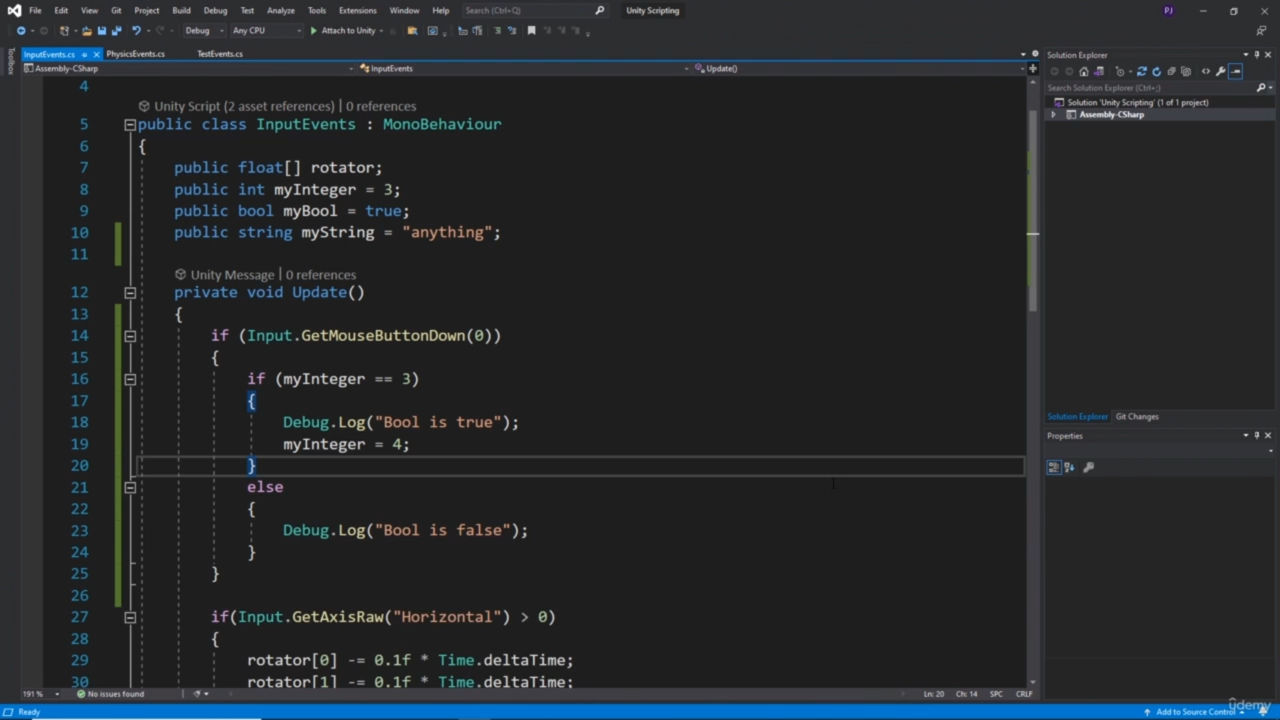 File Edit View Git Project Build Debug Test Analyze Tools Extensions Window Help Search (Ctrl+Q) Unity Scripting PJ
Debug Any CPU Attach to Unity
Toolbox
InputEvents.cs PhysicsEvents.cs TestEvents.cs
Assembly-CSharp InputEvents Update()
4
Unity Script (2 asset references) | 0 references
5 public class InputEvents : MonoBehaviour
6 {
7 public float[] rotator;
8 public int myInteger = 3;
9 public bool myBool = true;
10 public string myString = "anything";
11
Unity Message | 0 references
12 private void Update()
13 {
14 if (Input.GetMouseButtonDown(0))
15 {
16 if (myInteger == 3)
17 {
18 Debug.Log("Bool is true");
19 myInteger = 4;
20 }
21 else
22 {
23 Debug.Log("Bool is false");
24 }
25 }
26
27 if(Input.GetAxisRaw("Horizontal") > 0)
28 {
29 rotator[0] -= 0.1f * Time.deltaTime;
30 rotator[1] -= 0.1f * Time.deltaTime;
191 % No issues found Ln: 20 Ch: 14 SPC CRLF
Solution Explorer
Search Solution Explorer (Ctrl+;)
Solution 'Unity Scripting' (1 of 1 project)
Assembly-CSharp
Solution Explorer Git Changes
Properties
Ready Add to Source Control
ûdemy